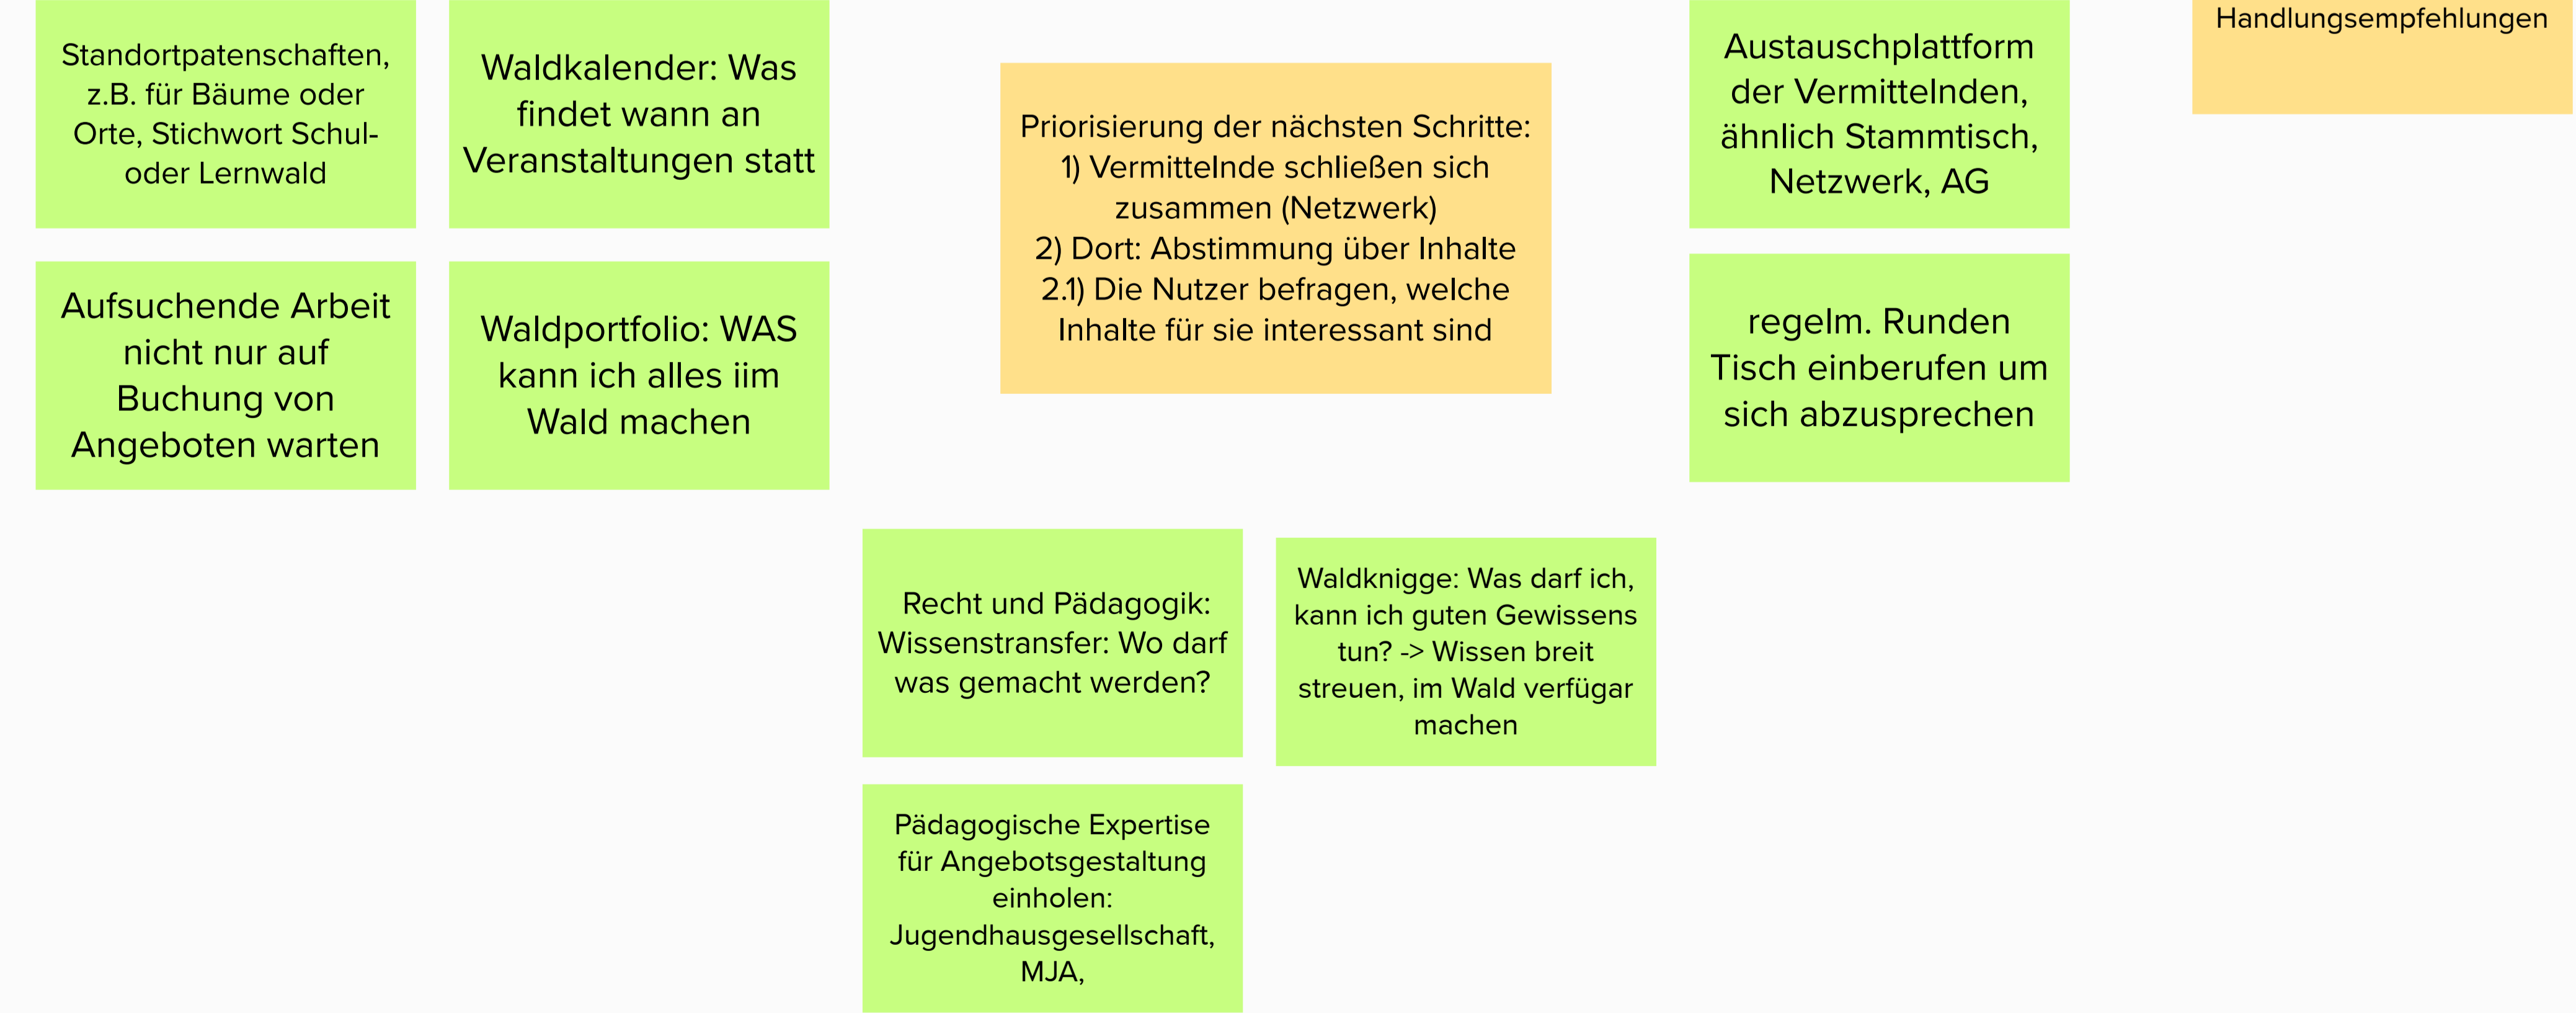 Standortpatenschaften,
z.B. für Bäume oder
Orte, Stichwort Schul-
oder Lernwald
Waldkalender: Was
findet wann an
Veranstaltungen statt
Priorisierung der nächsten Schritte:
1) Vermittelnde schließen sich
zusammen (Netzwerk)
2) Dort: Abstimmung über Inhalte
2.1) Die Nutzer befragen, welche
Inhalte für sie interessant sind
Austauschplattform
der Vermittelnden,
ähnlich Stammtisch,
Netzwerk, AG
Handlungsempfehlungen
Aufsuchende Arbeit
nicht nur auf
Buchung von
Angeboten warten
Waldportfolio: WAS
kann ich alles iim
Wald machen
regelm. Runden
Tisch einberufen um
sich abzusprechen
Recht und Pädagogik:
Wissenstransfer: Wo darf
was gemacht werden?
Waldknigge: Was darf ich,
kann ich guten Gewissens
tun? -> Wissen breit
streuen, im Wald verfügar
machen
Pädagogische Expertise
für Angebotsgestaltung
einholen:
Jugendhausgesellschaft,
MJA,